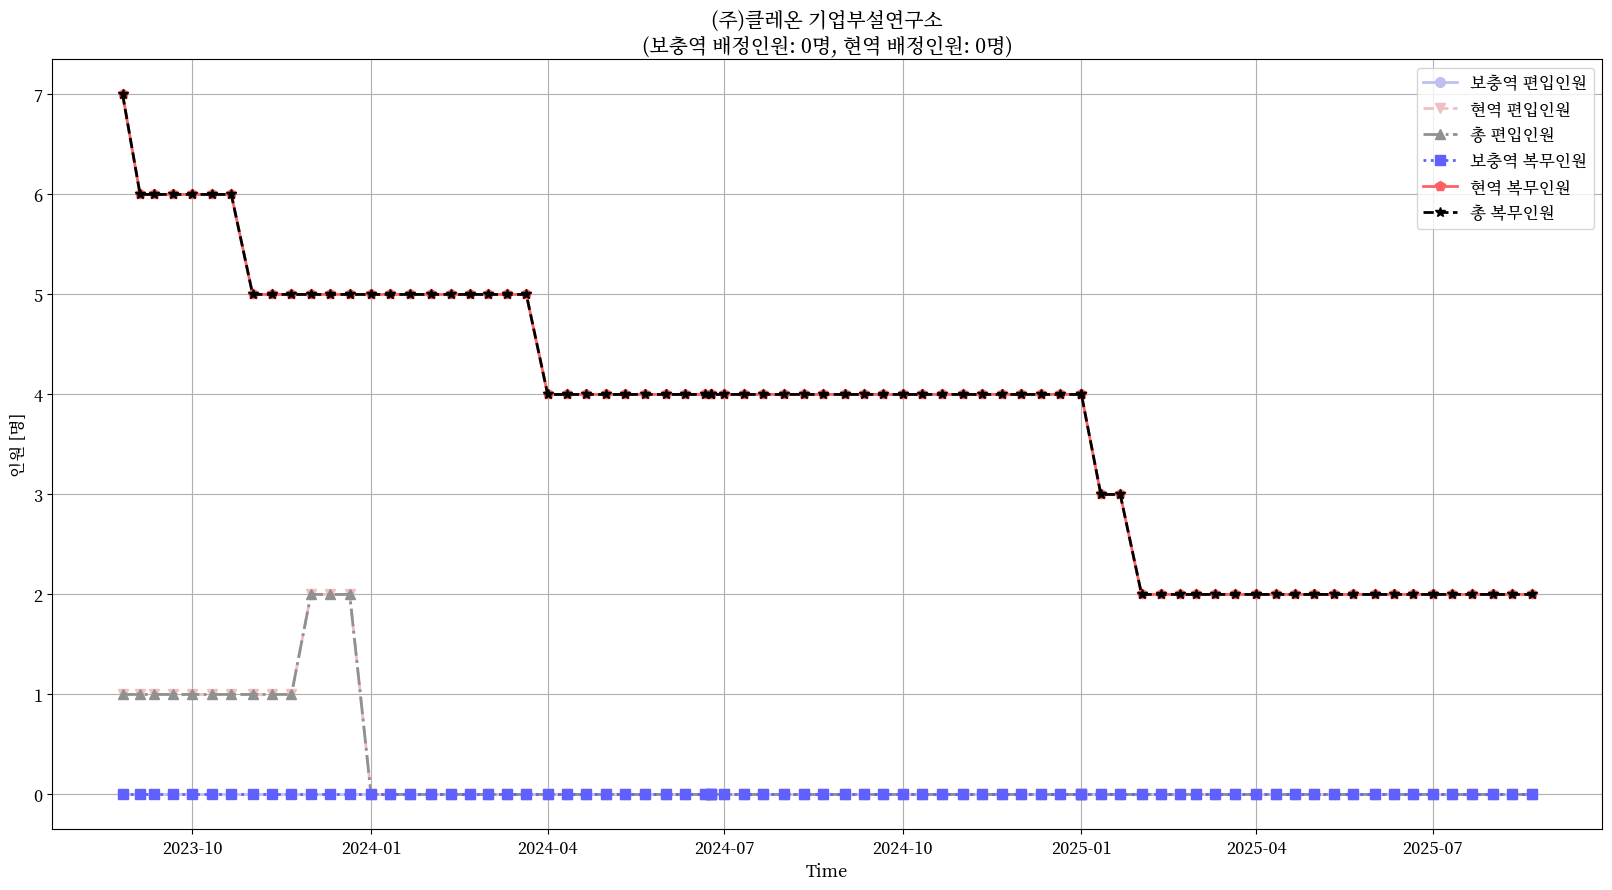 (주)클레온 기업부설연구소
(보충역 배정인원: 0명, 현역 배정인원: 0명)
보충역 편입인원
현역 편입인원
총 편입인원
보충역 복무인원
현역 복무인원
총 복무인원
인원 [명]
7
6
5
4
3
2
1
0
2023-10
2024-01
2024-04
2024-07
2024-10
2025-01
2025-04
2025-07
Time